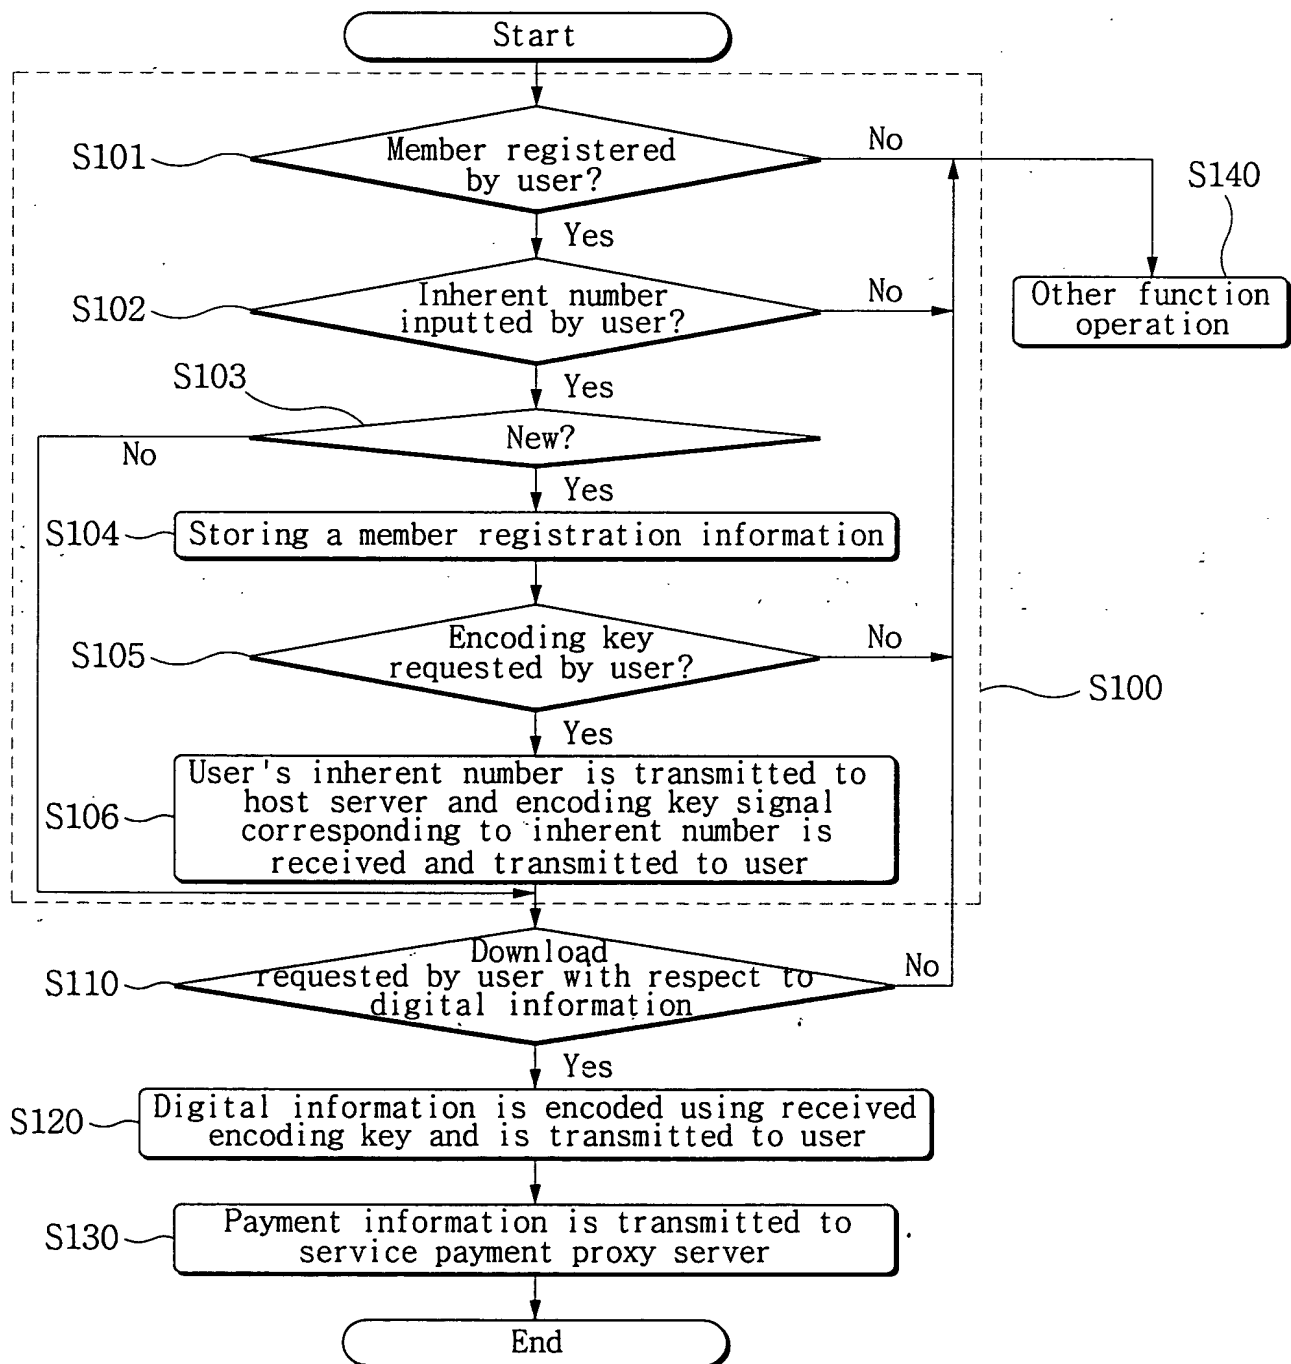 Start
S101
Member registered
by user?
No
Yes
S140
Other function
operation
S102
Inherent number
inputted by user?
No
Yes
S103
New?
No
Yes
S104
Storing a member registration information
S105
Encoding key
requested by user?
No
Yes
S100
S106
User's inherent number is transmitted to
host server and encoding key signal
corresponding to inherent number is
received and transmitted to user
S110
Download
requested by user with respect to
digital information
No
Yes
S120
Digital information is encoded using received
encoding key and is transmitted to user
S130
Payment information is transmitted to
service payment proxy server
End